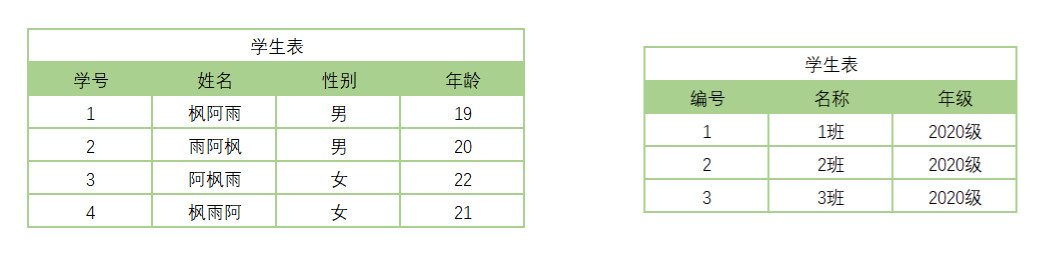 学生表
学号 姓名 性别 年龄
1 枫阿雨 男 19
2 雨阿枫 男 20
3 阿枫雨 女 22
4 枫雨阿 女 21
学生表
编号 名称 年级
1 1班 2020级
2 2班 2020级
3 3班 2020级